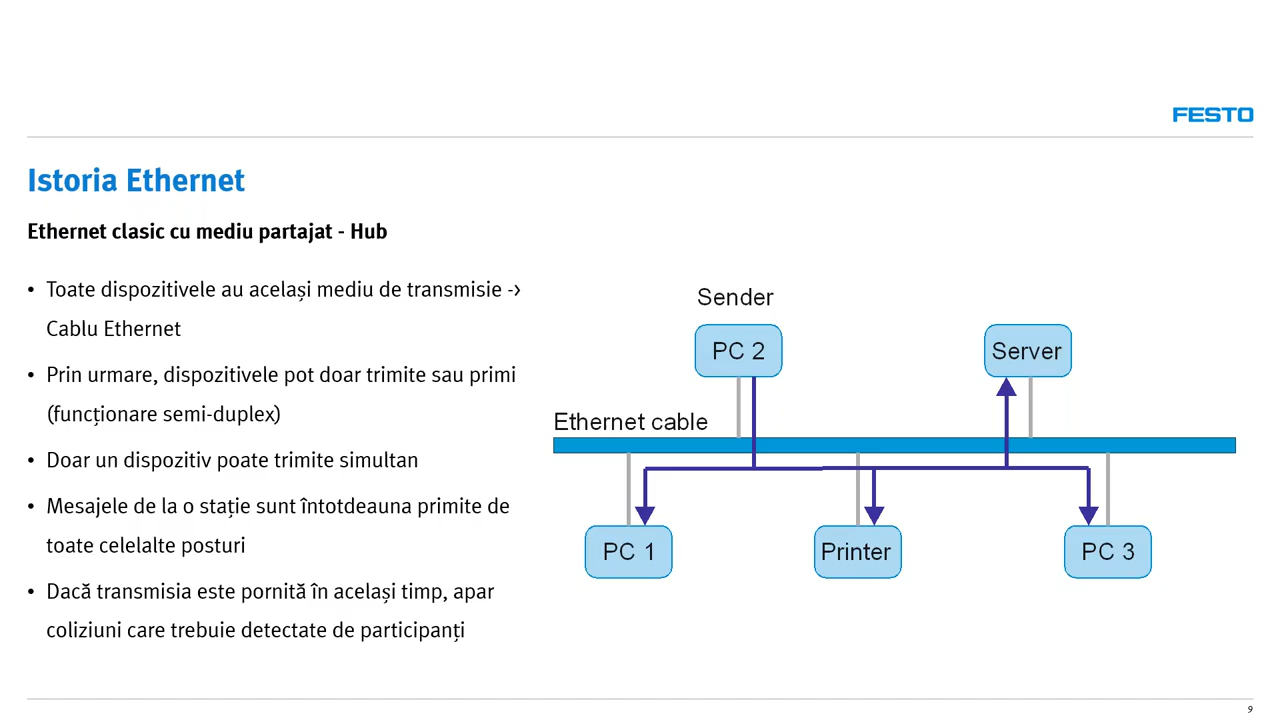 FESTO
Istoria Ethernet
Ethernet clasic cu mediu partajat - Hub
• Toate dispozitivele au același mediu de transmisie ->
Cablu Ethernet
• Prin urmare, dispozitivele pot doar trimite sau primi
(funcționare semi-duplex)
• Doar un dispozitiv poate trimite simultan
• Mesajele de la o stație sunt întotdeauna primite de
toate celelalte posturi
• Dacă transmisia este pornită în același timp, apar
coliziuni care trebuie detectate de participanți
Sender
PC 2
Server
Ethernet cable
PC 1
Printer
PC 3
9